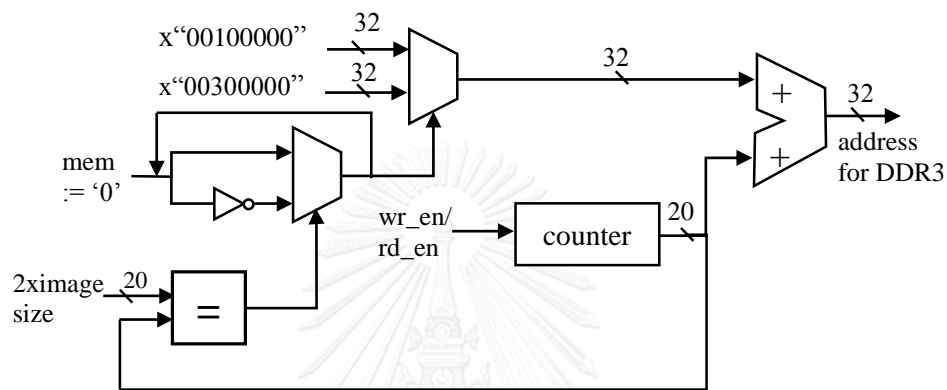 x“00100000”
32
x“00300000”
32
32
+
+
32
address
for DDR3
mem
:= ‘0’
wr_en/
rd_en
counter
20
2ximage
size
20
=